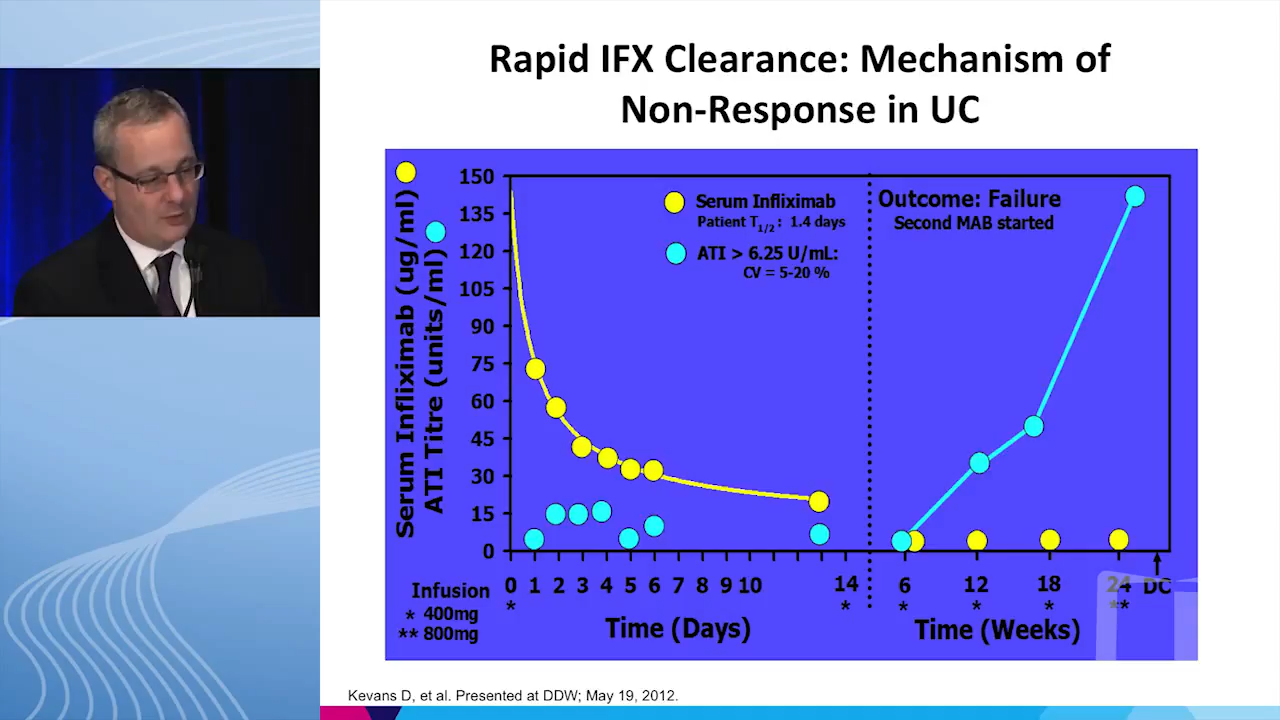 Rapid IFX Clearance: Mechanism of
Non-Response in UC
Serum Infliximab (ug/ml)
ATI Titre (units/ml)
150
135
120
105
90
75
60
45
30
15
0
Serum Infliximab
Patient T1/2 : 1.4 days
ATI > 6.25 U/mL:
CV = 5-20 %
Outcome: Failure
Second MAB started
0 1 2 3 4 5 6 7 8 9 10 14 6 12 18 24 DC
* * * * * **
Infusion
* 400mg
** 800mg
Time (Days)
Time (Weeks)
Kevans D, et al. Presented at DDW; May 19, 2012.